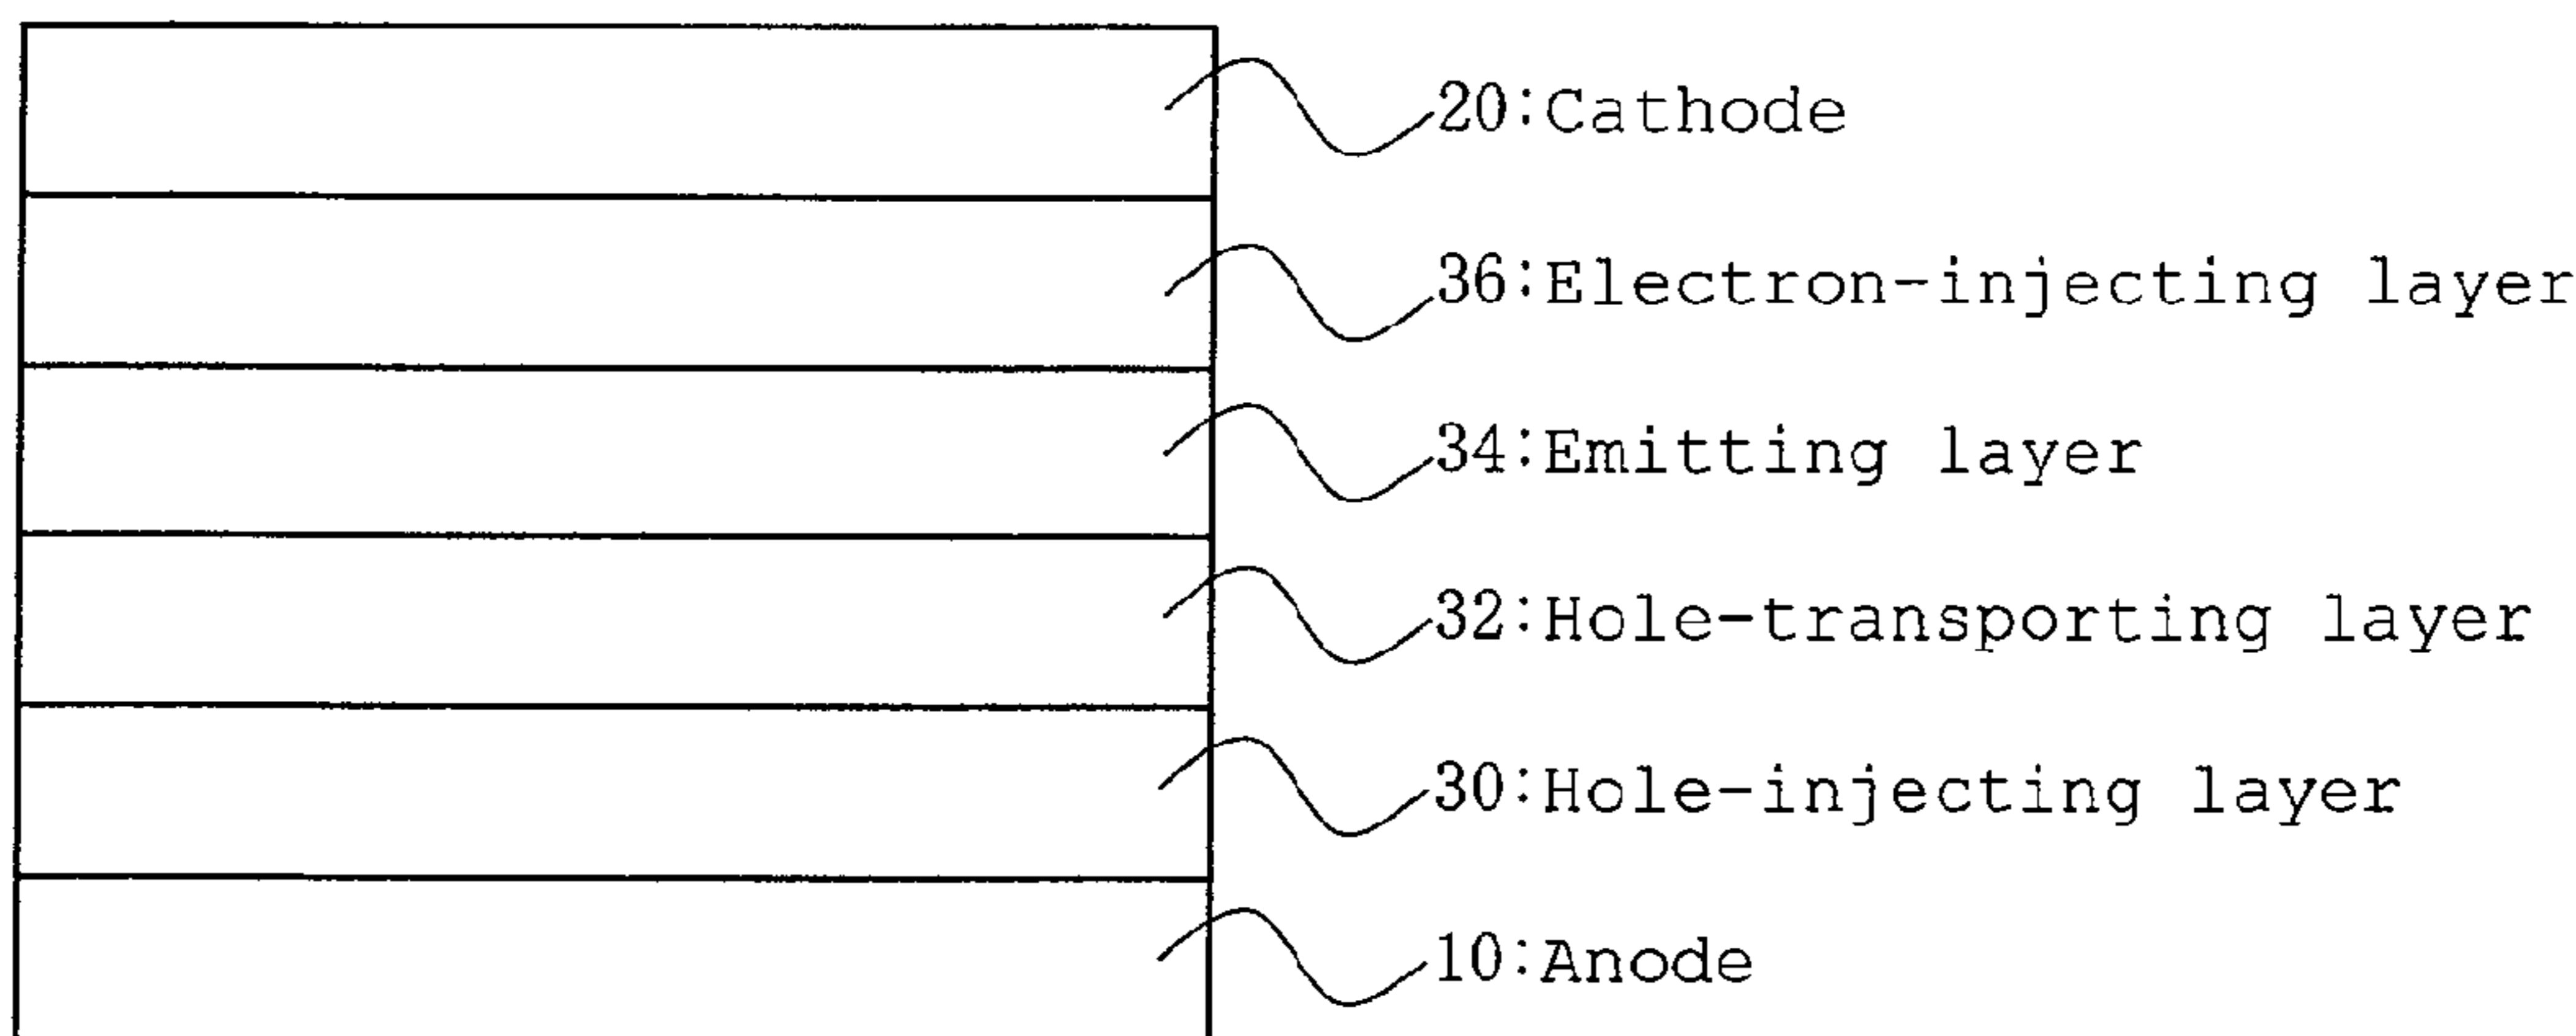 20:Cathode
36:Electron-injecting layer
34:Emitting layer
32:Hole-transporting layer
30:Hole-injecting layer
10:Anode